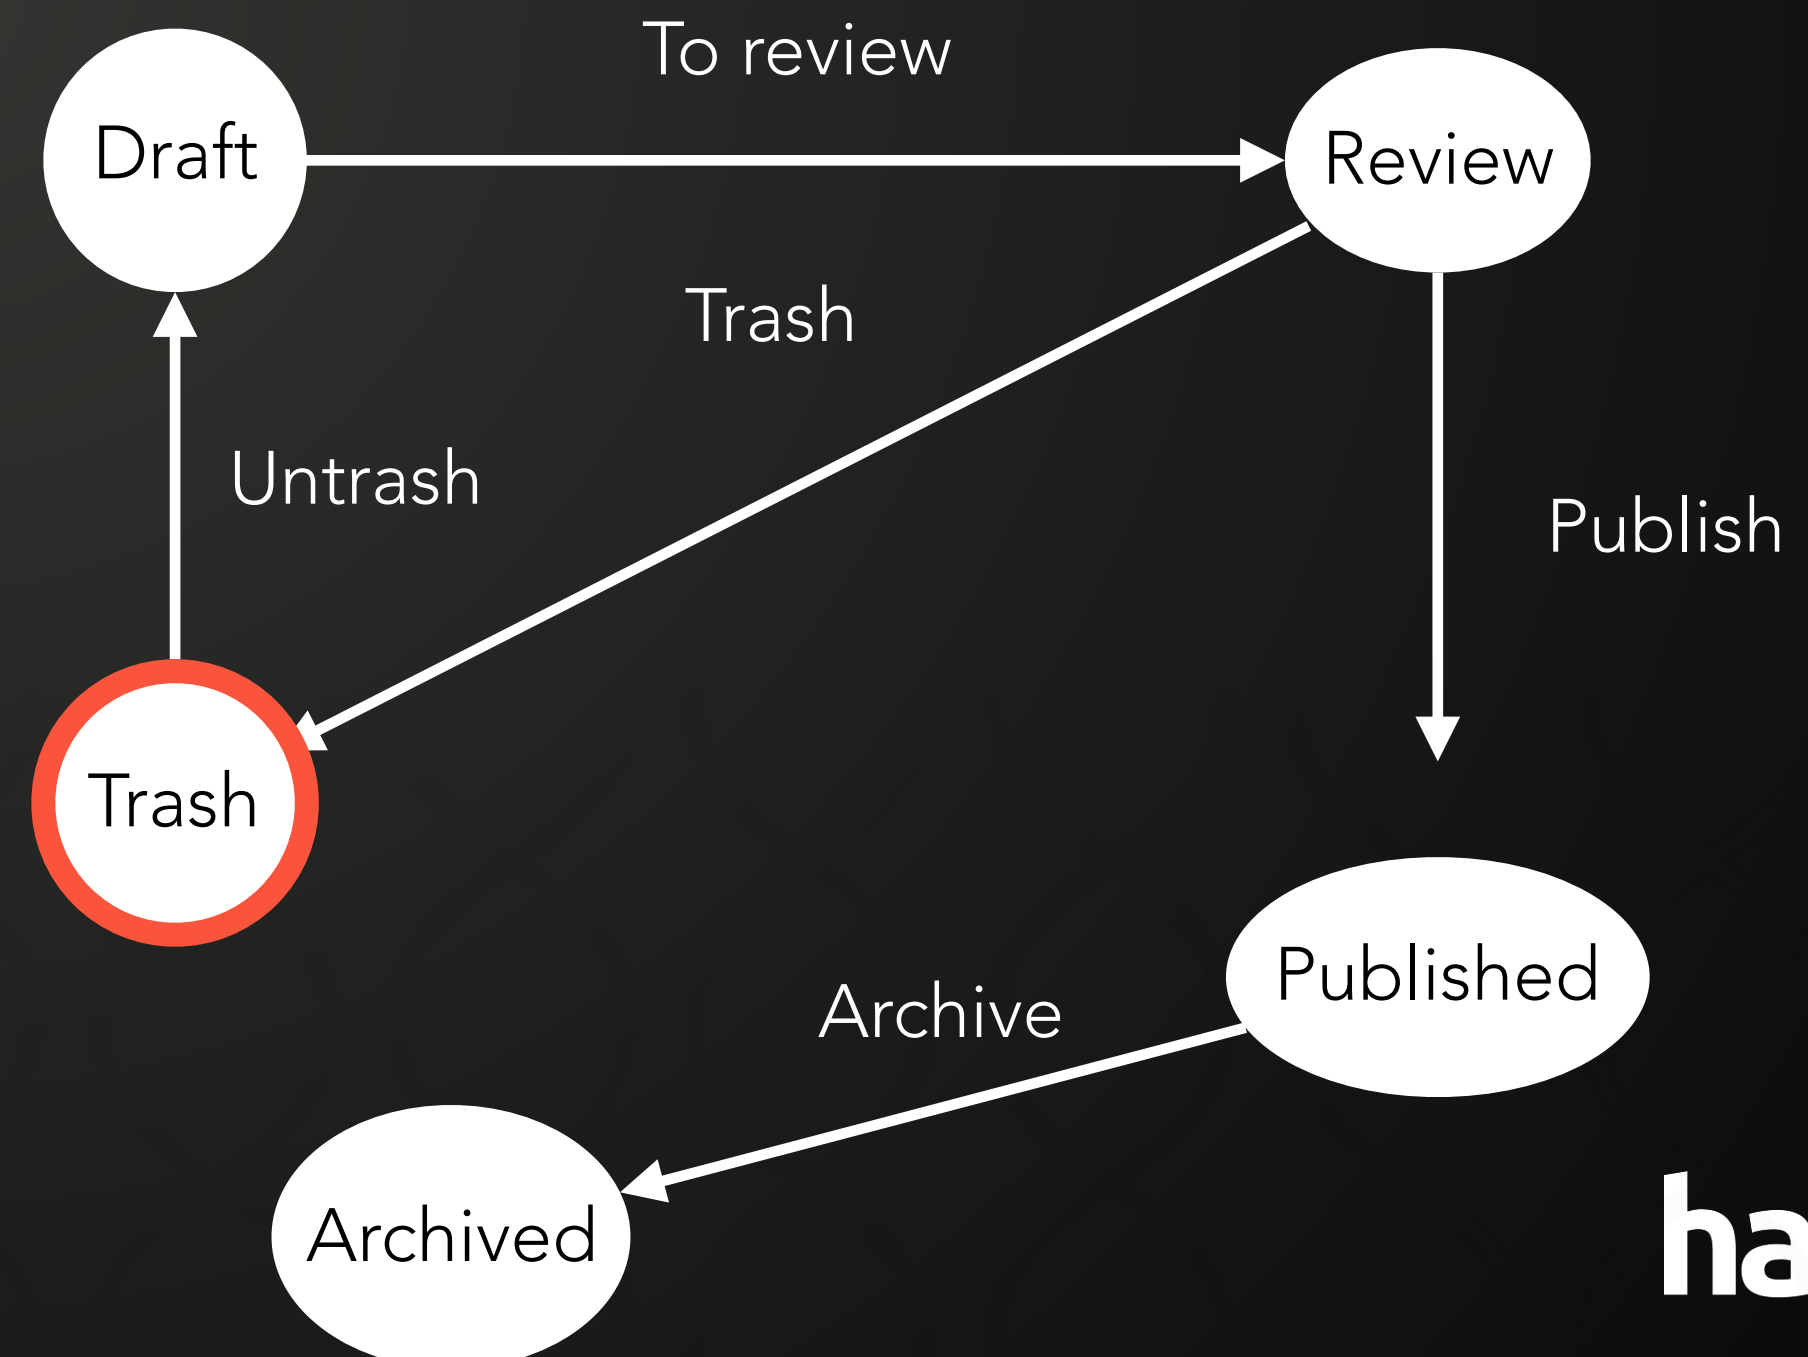 To review
Draft
Review
Trash
Untrash
Publish
Trash
Published
Archive
Archived
ha